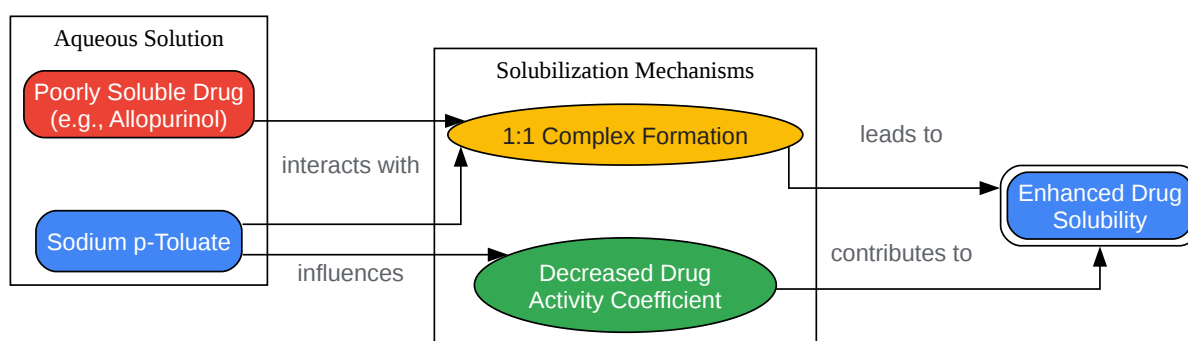 Aqueous Solution
Poorly Soluble Drug
(e.g., Allopurinol)
Sodium p-Toluate
interacts with
influences
Solubilization Mechanisms
1:1 Complex Formation
Decreased Drug
Activity Coefficient
leads to
contributes to
Enhanced Drug
Solubility